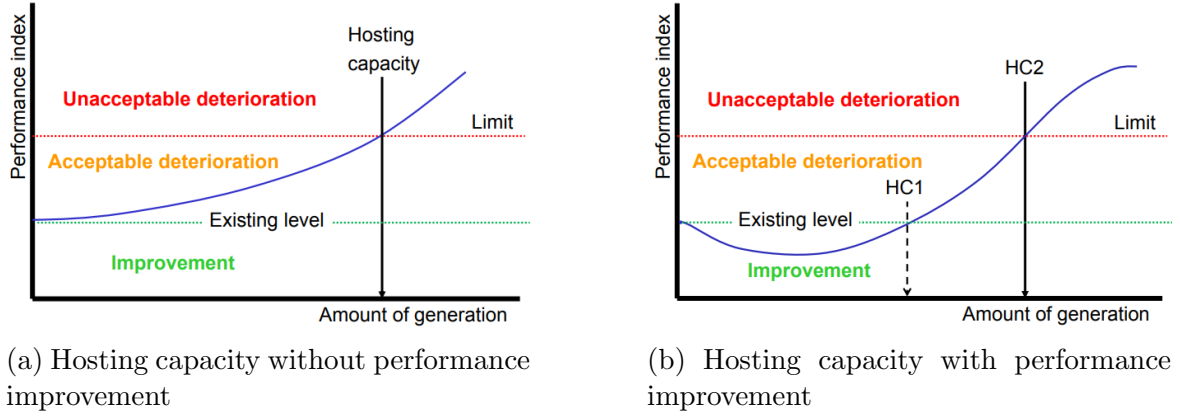 Performance index
Hosting
capacity
Unacceptable deterioration
Limit
Acceptable deterioration
Existing level
Improvement
Amount of generation
(a) Hosting capacity without performance
improvement
Performance index
HC2
Unacceptable deterioration
Limit
Acceptable deterioration
HC1
Existing level
Improvement
Amount of generation
(b) Hosting capacity with performance
improvement